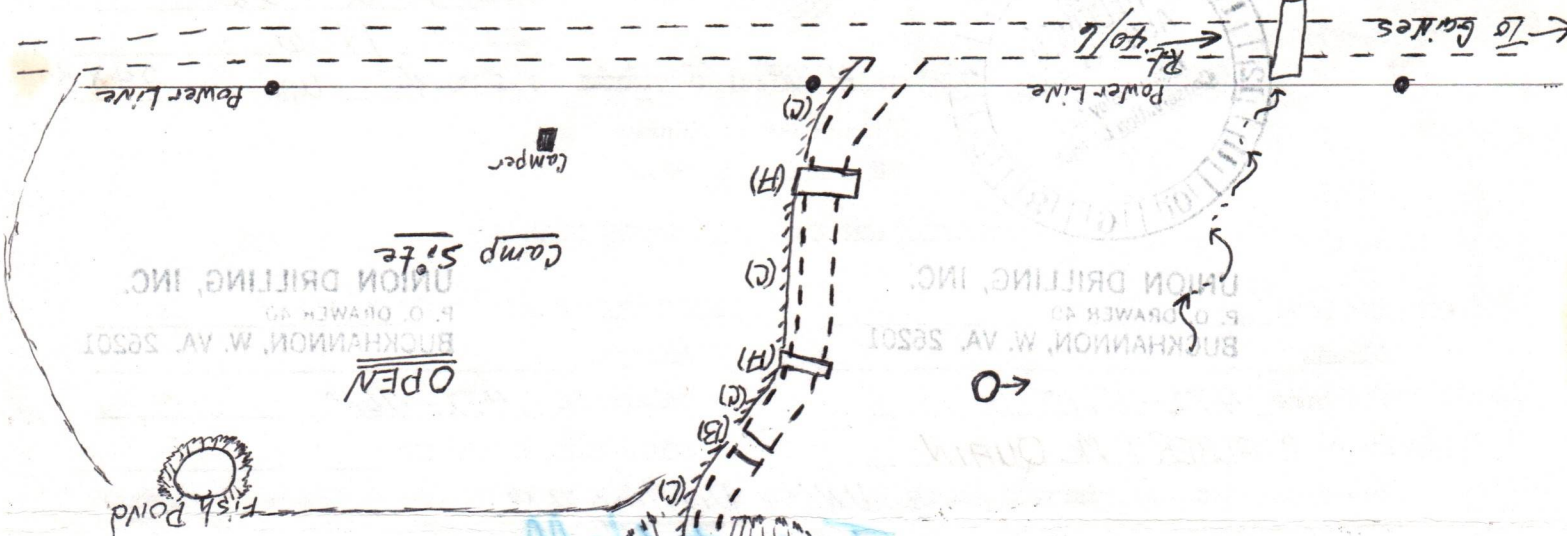 (C)
Fish Pond
(B)
(C)
OPEN
(A)
(C)
Camp Site
(A)
Camper
(C)
Power Line
Power Line
Rt. 40/6
To Gaines
UNION DRILLING, INC.
P. O. DRAWER 40
BUCKHANNON, W. VA. 26201
UNION DRILLING, INC.
P. O. DRAWER 40
BUCKHANNON, W. VA. 26201